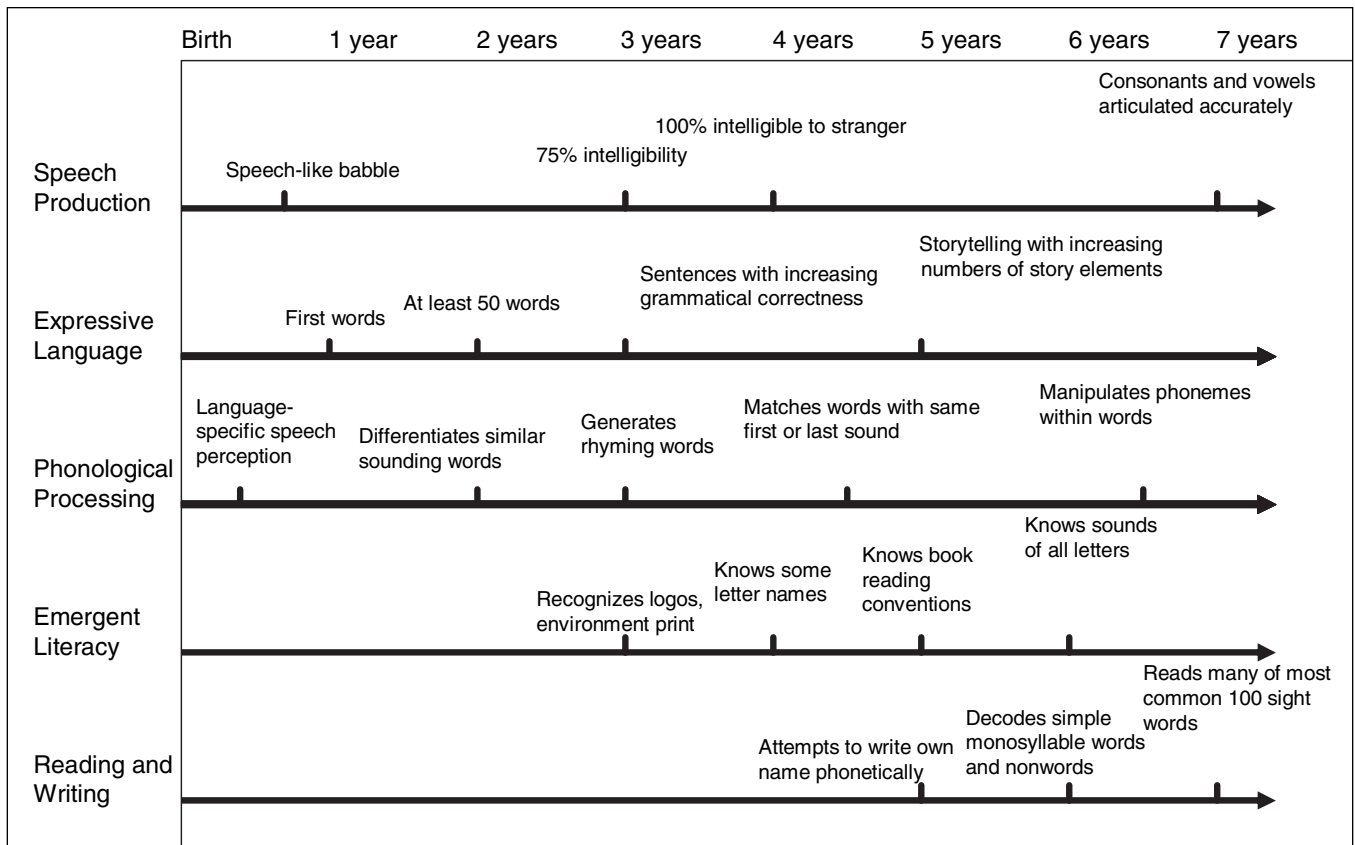 Birth 1 year 2 years 3 years 4 years 5 years 6 years 7 years
Speech
Production
Speech-like babble
75% intelligibility
100% intelligible to stranger
Consonants and vowels
articulated accurately
Expressive
Language
First words
At least 50 words
Sentences with increasing
grammatical correctness
Storytelling with increasing
numbers of story elements
Phonological
Processing
Language-
specific speech
perception
Differentiates similar
sounding words
Generates
rhyming words
Matches words with same
first or last sound
Manipulates phonemes
within words
Emergent
Literacy
Recognizes logos,
environment print
Knows some
letter names
Knows book
reading
conventions
Knows sounds
of all letters
Reading and
Writing
Attempts to write own
name phonetically
Decodes simple
monosyllable words
and nonwords
Reads many of most
common 100 sight
words